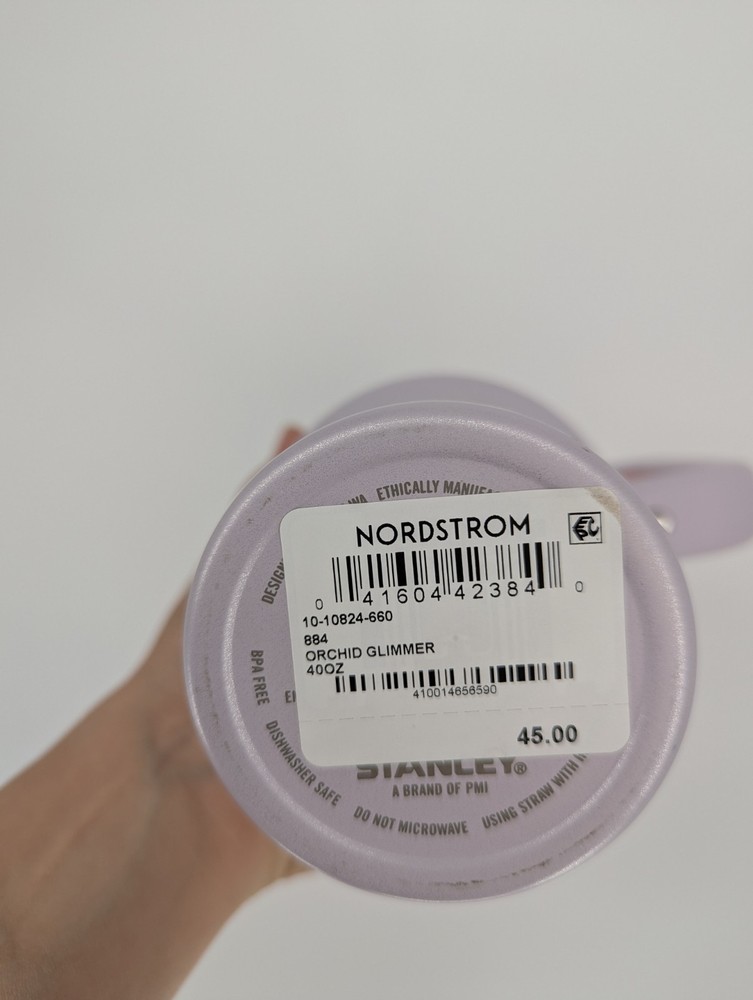 ETHICALLY
NORDSTROM
0 41604 42384 0
10-10824-660
884
ORCHID GLIMMER
40OZ
410014656590
45.00
BPA FREE
DISHWASHER SAFE
DO NOT MICROWAVE
USING STRAW WITH
STANLEY®
A BRAND OF PMI